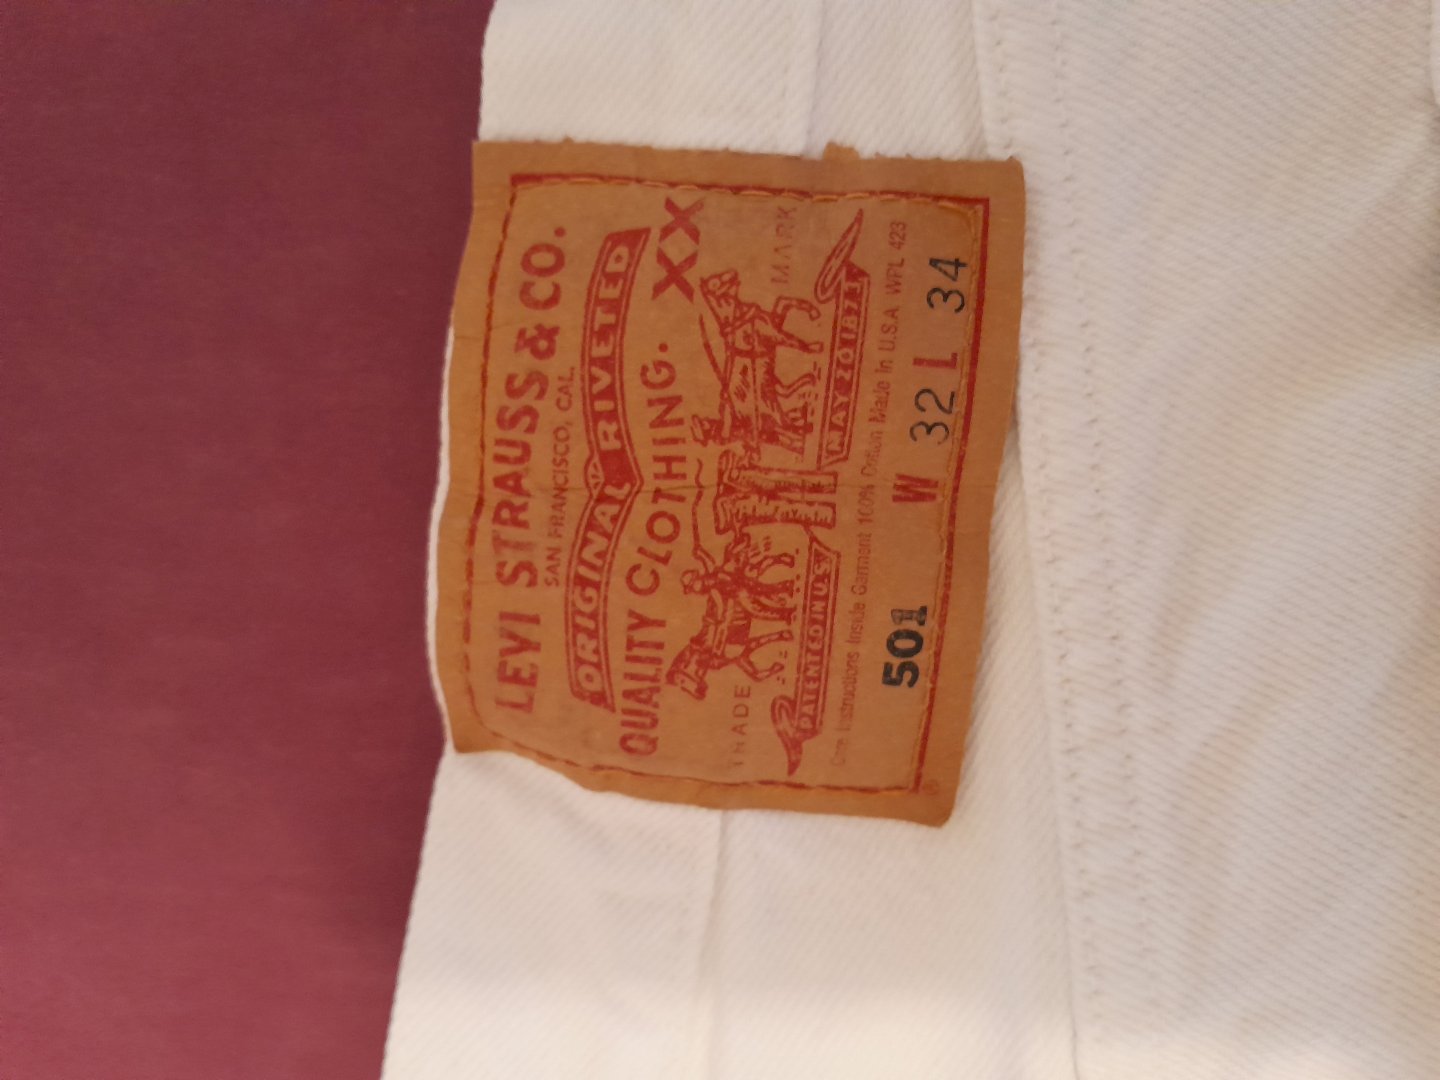 LEVI STRAUSS & CO.
SAN FRANCISCO, CAL.
ORIGINAL RIVETED
QUALITY CLOTHING. XX
TRADE MARK
PATENTED IN U.S. MAY 20 1873
Care Instructions Inside Garment 100% Cotton Made in U.S.A WPL 423
501 W 32 L 34
®